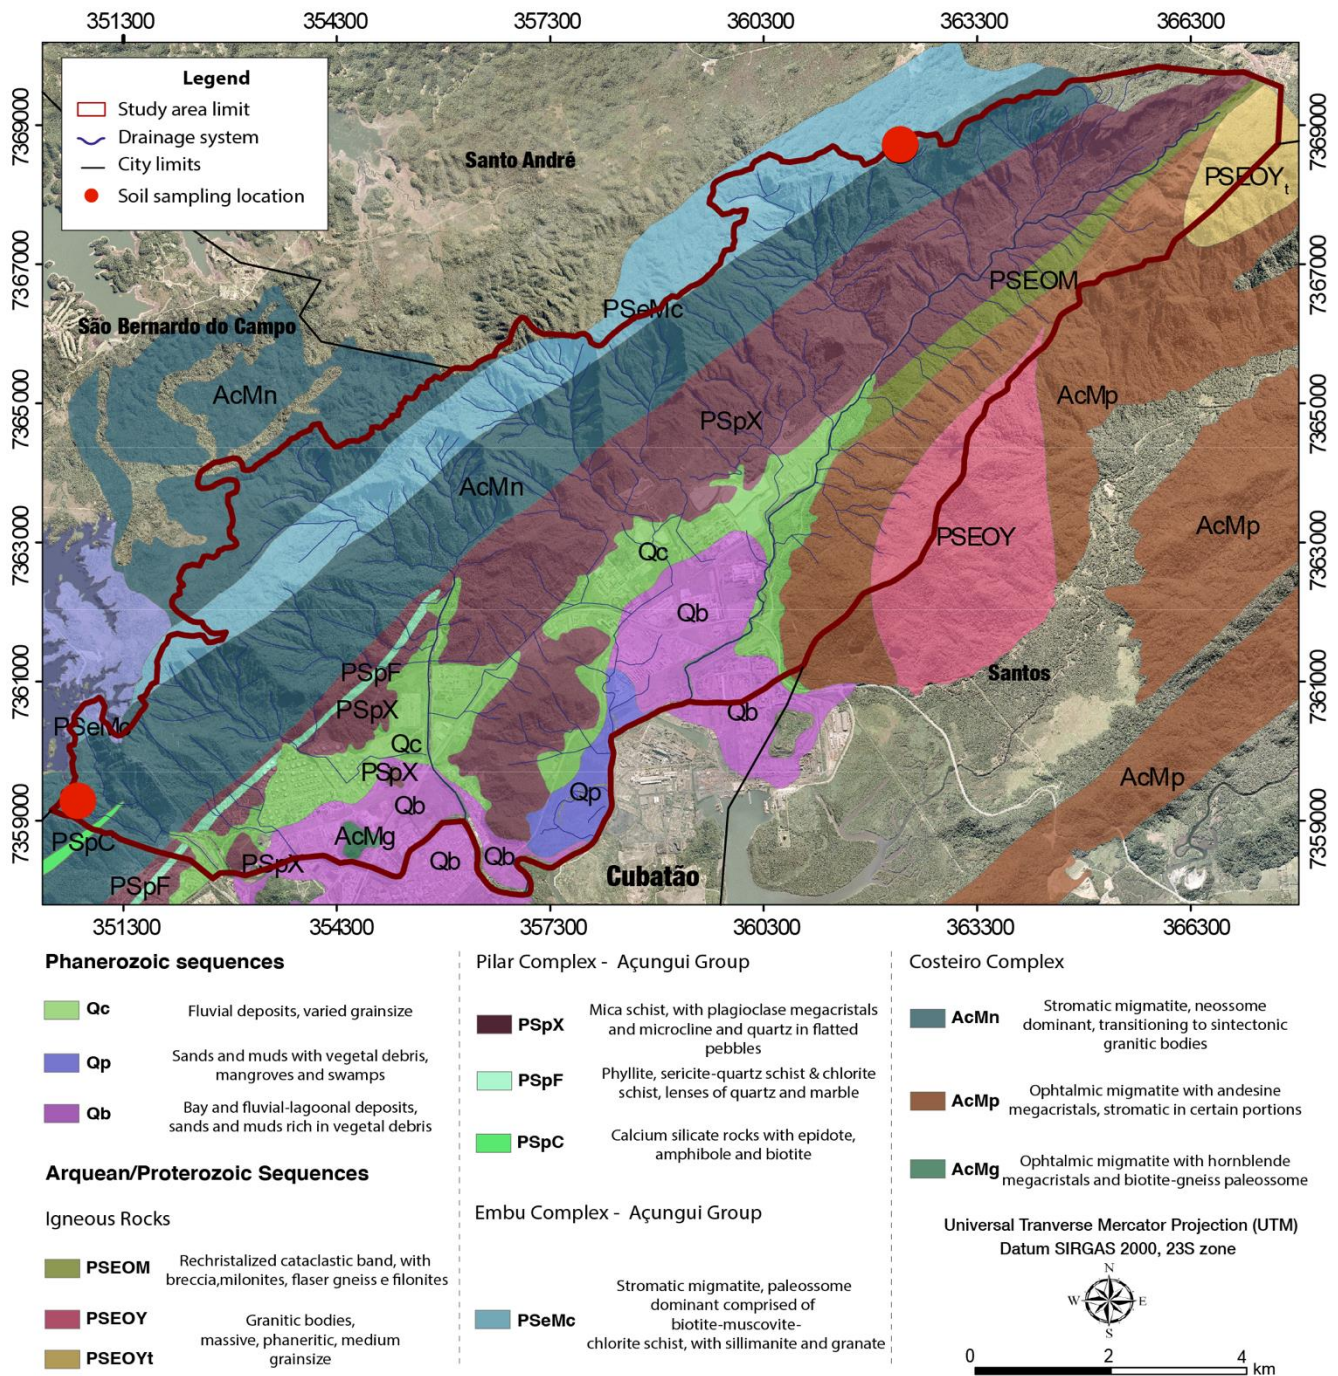 351300 354300 357300 360300 363300 366300
Legend
Study area limit
Drainage system
City limits
Soil sampling location
7369000
7367000
7365000
7363000
7361000
7359000
7369000
7367000
7365000
7363000
7361000
7359000
Santo André
PSEOYt
PSEOM
PSeMc
São Bernardo do Campo
AcMn
AcMp
PSpX
AcMn
AcMp
PSEOY
Qc
Qb
PSpF
Santos
PSpX
Qb
PSeMc
Qc
PSpX
AcMp
Qp
Qb
PSpC
AcMg
Qb
Qb
PSpX
PSpF
Cubatão
351300 354300 357300 360300 363300 366300
Phanerozoic sequences
Qc Fluvial deposits, varied grainsize
Qp Sands and muds with vegetal debris,
mangroves and swamps
Qb Bay and fluvial-lagoonal deposits,
sands and muds rich in vegetal debris
Arquean/Proterozoic Sequences
Igneous Rocks
PSEOM Rechristalized cataclastic band, with
breccia,milonites, flaser gneiss e filonites
PSEOY Granitic bodies,
massive, phaneritic, medium
PSEOYt grainsize
Pilar Complex - Açungui Group
PSpX Mica schist, with plagioclase megacristals
and microcline and quartz in flatted
pebbles
PSpF Phyllite, sericite-quartz schist & chlorite
schist, lenses of quartz and marble
PSpC Calcium silicate rocks with epidote,
amphibole and biotite
Embu Complex - Açungui Group
PSeMc Stromatic migmatite, paleossome
dominant comprised of
biotite-muscovite-
chlorite schist, with sillimanite and granate
Costeiro Complex
AcMn Stromatic migmatite, neossome
dominant, transitioning to sintectonic
granitic bodies
AcMp Ophtalmic migmatite with andesine
megacristals, stromatic in certain portions
AcMg Ophtalmic migmatite with hornblende
megacristals and biotite-gneiss paleossome
Universal Tranverse Mercator Projection (UTM)
Datum SIRGAS 2000, 23S zone
N
W E
S
0 2 4
km